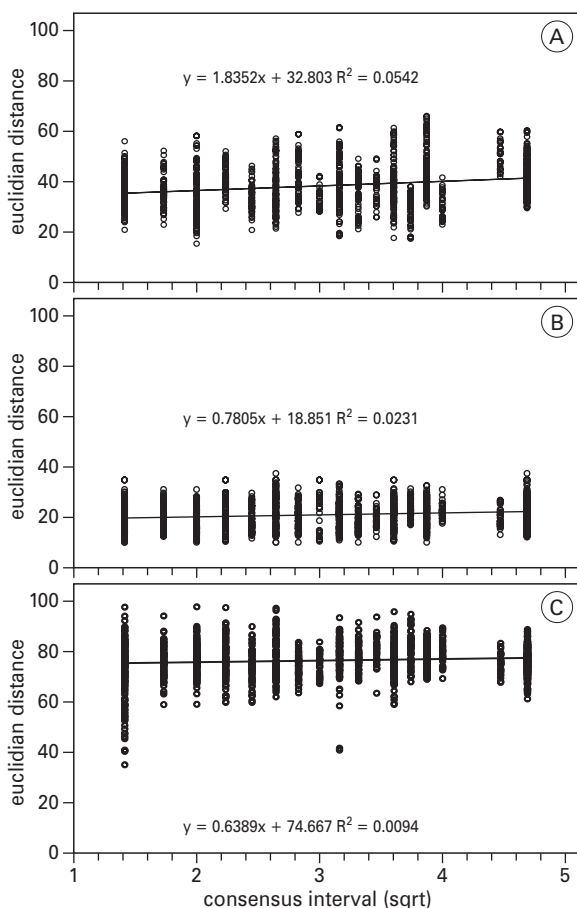 100
80
60
40
20
0
euclidian distance
A
y = 1.8352x + 32.803 R² = 0.0542
100
80
60
40
20
0
euclidian distance
B
y = 0.7805x + 18.851 R² = 0.0231
100
80
60
40
20
0
euclidian distance
C
y = 0.6389x + 74.667 R² = 0.0094
1 2 3 4 5
consensus interval (sqrt)